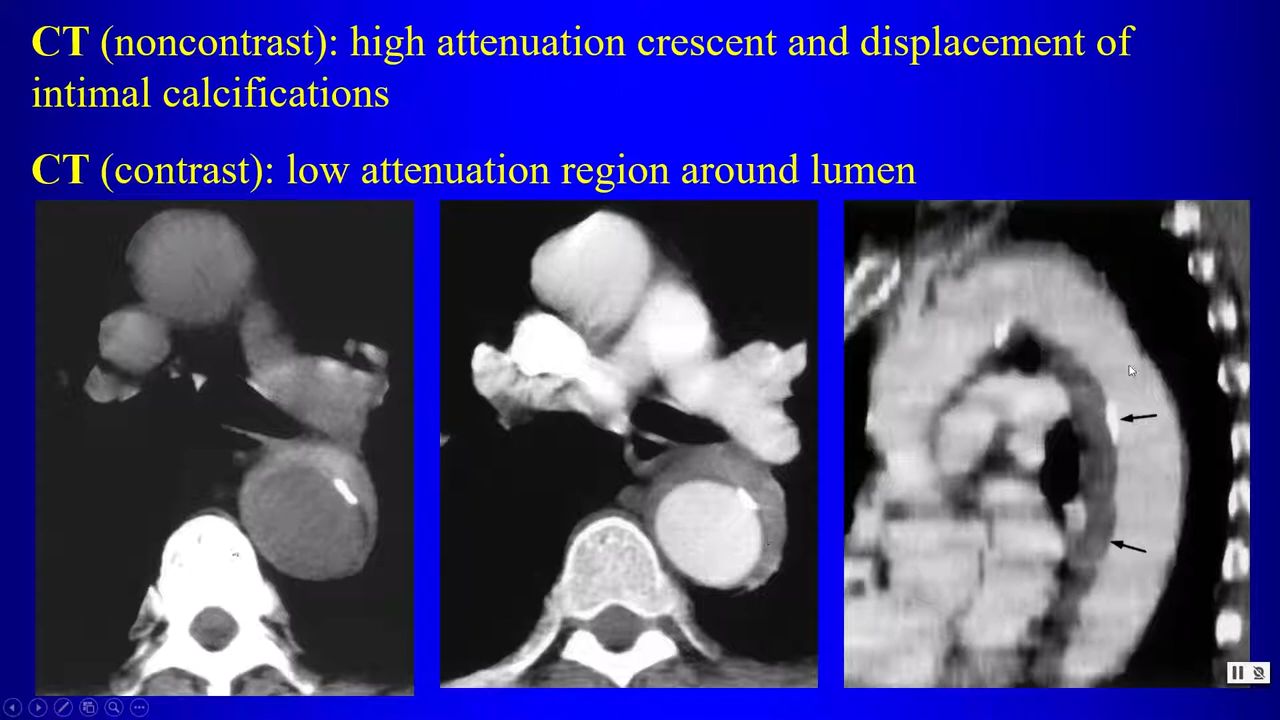 CT (noncontrast): high attenuation crescent and displacement of
intimal calcifications
CT (contrast): low attenuation region around lumen